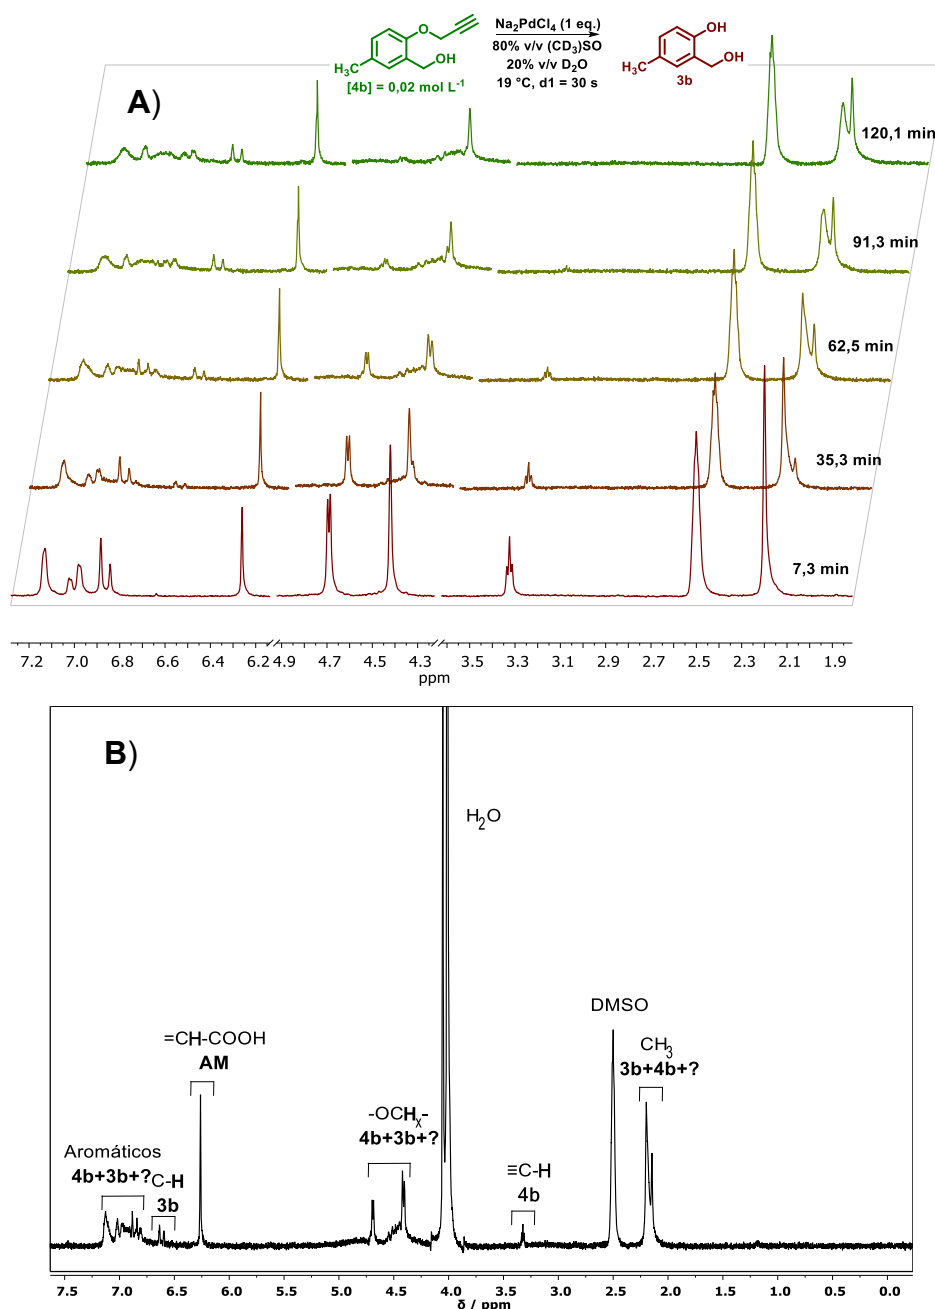 A)
O
OH
H3C
[4b] = 0,02 mol L-1
Na2PdCl4 (1 eq.)
80% v/v (CD3)SO
20% v/v D2O
19 °C, d1 = 30 s
OH
OH
H3C
3b
120,1 min
91,3 min
62,5 min
35,3 min
7,3 min
7.2 7.0 6.8 6.6 6.4 6.2 4.9 4.7 4.5 4.3 3.5 3.3 3.1 2.9 2.7 2.5 2.3 2.1 1.9
ppm
B)
H2O
DMSO
=CH-COOH
AM
CH3
3b+4b+?
-OCHx-
4b+3b+?
Aromáticos
4b+3b+?
C-H
3b
≡C-H
4b
7.5 7.0 6.5 6.0 5.5 5.0 4.5 4.0 3.5 3.0 2.5 2.0 1.5 1.0 0.5 0.0
δ / ppm